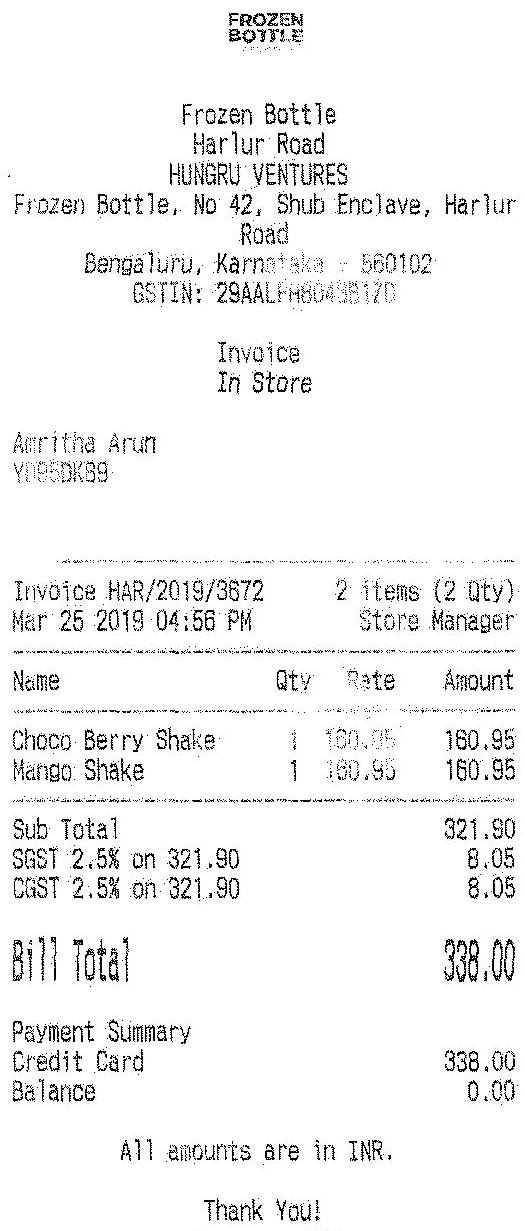 FROZEN
BOTTLE
Frozen Bottle
Harlur Road
HUNGRU VENTURES
Frozen Bottle, No 42, Shub Enclave, Harlur
Road
Bengaluru, Karnataka - 560102
GSTIN:
Invoice
In Store
Amritha Arun
Invoice HAR/2019/3672 2 items (2 Qty)
Mar 25 2019 04:56 PM Store Manager
Name Qty Rate Amount
Choco Berry Shake 1 160.95 160.95
Mango Shake 1 160.95 160.95
Sub Total 321.90
SGST 2.5% on 321.90 8.05
CGST 2.5% on 321.90 8.05
Bill Total 338.00
Payment Summary
Credit Card 338.00
Balance 0.00
All amounts are in INR.
Thank You!